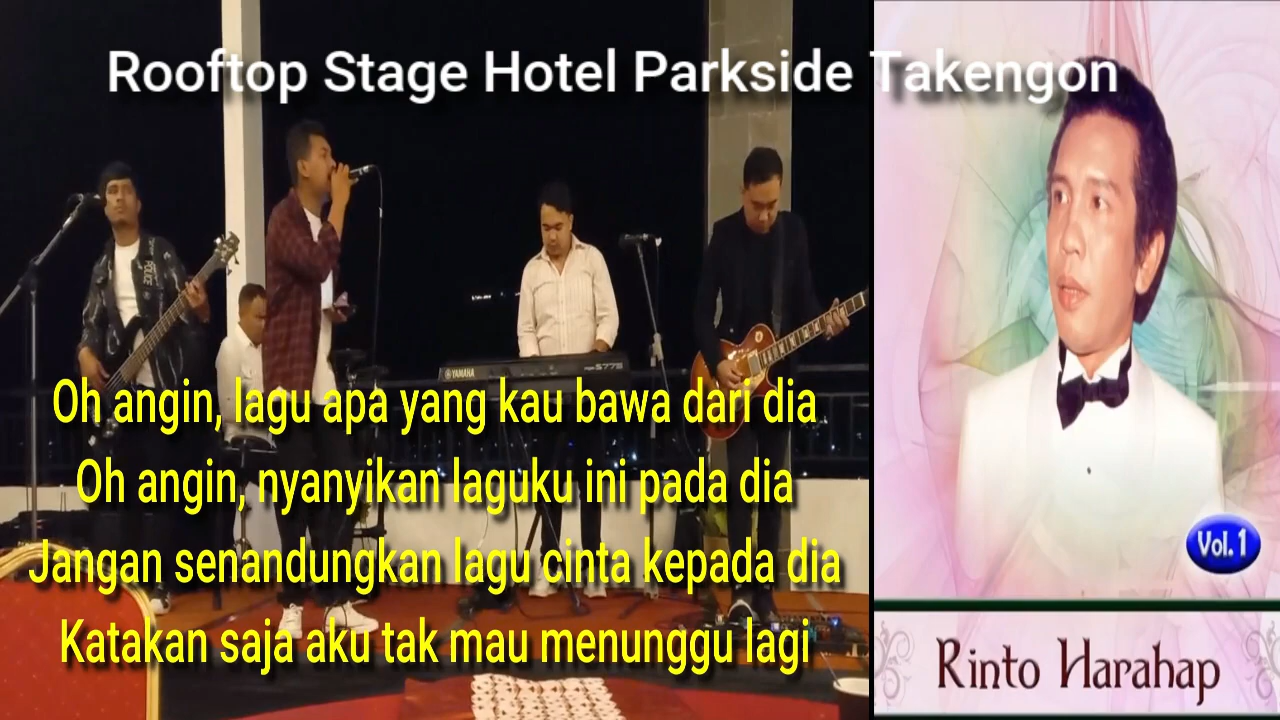 Rooftop Stage Hotel Parkside Takengon
POLICE
YAMAHA
Oh angin, lagu apa yang kau bawa dari dia
Oh angin, nyanyikan laguku ini pada dia
Jangan senandungkan lagu cinta kepada dia
Katakan saja aku tak mau menunggu lagi
Vol.1
Rinto Harahap